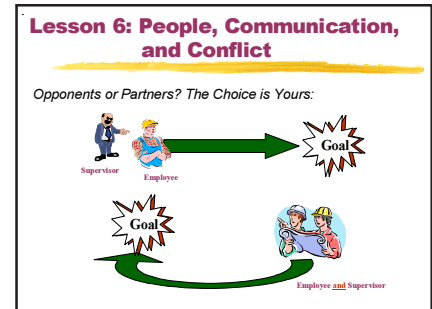 Lesson 6: People, Communication,
and Conflict
Opponents or Partners? The Choice is Yours:
Goal
Supervisor
Employee
Goal
Employee and Supervisor